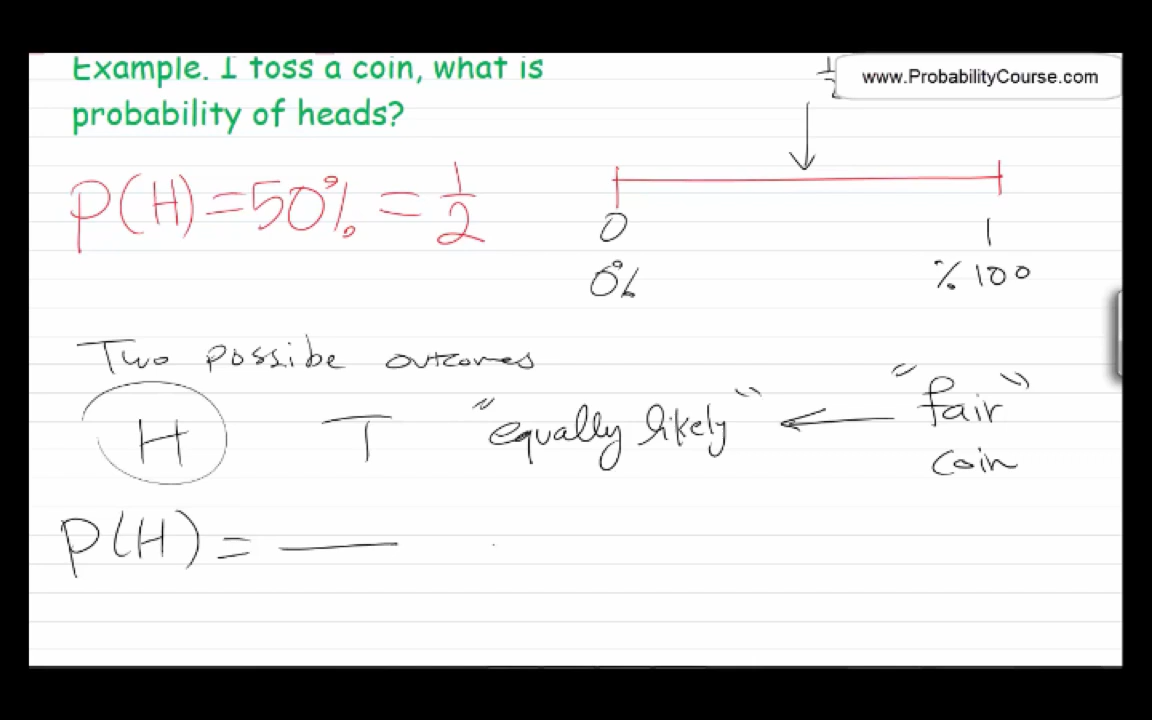 Example. I toss a coin, what is
probability of heads?
www.ProbabilityCourse.com
P(H) = 50% = 1/2
0 1
0% % 100
Two possibe outcomes
H T "equally likely" ← "fair"
coin
P(H) =